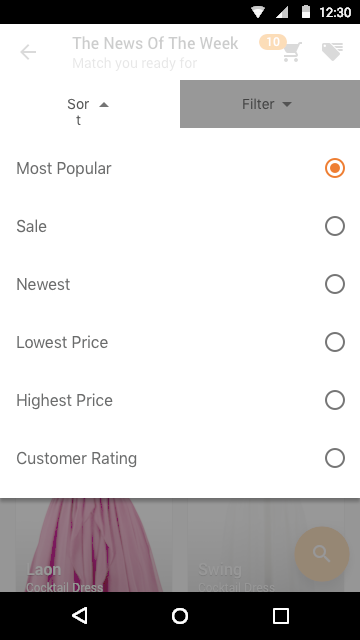 12:30
The News Of The Week
10
Match you ready for
Sor
t
Filter
Most Popular
Sale
Newest
Lowest Price
Highest Price
Customer Rating
Laon
Swing
Cocktail Dress
Cocktail Dress